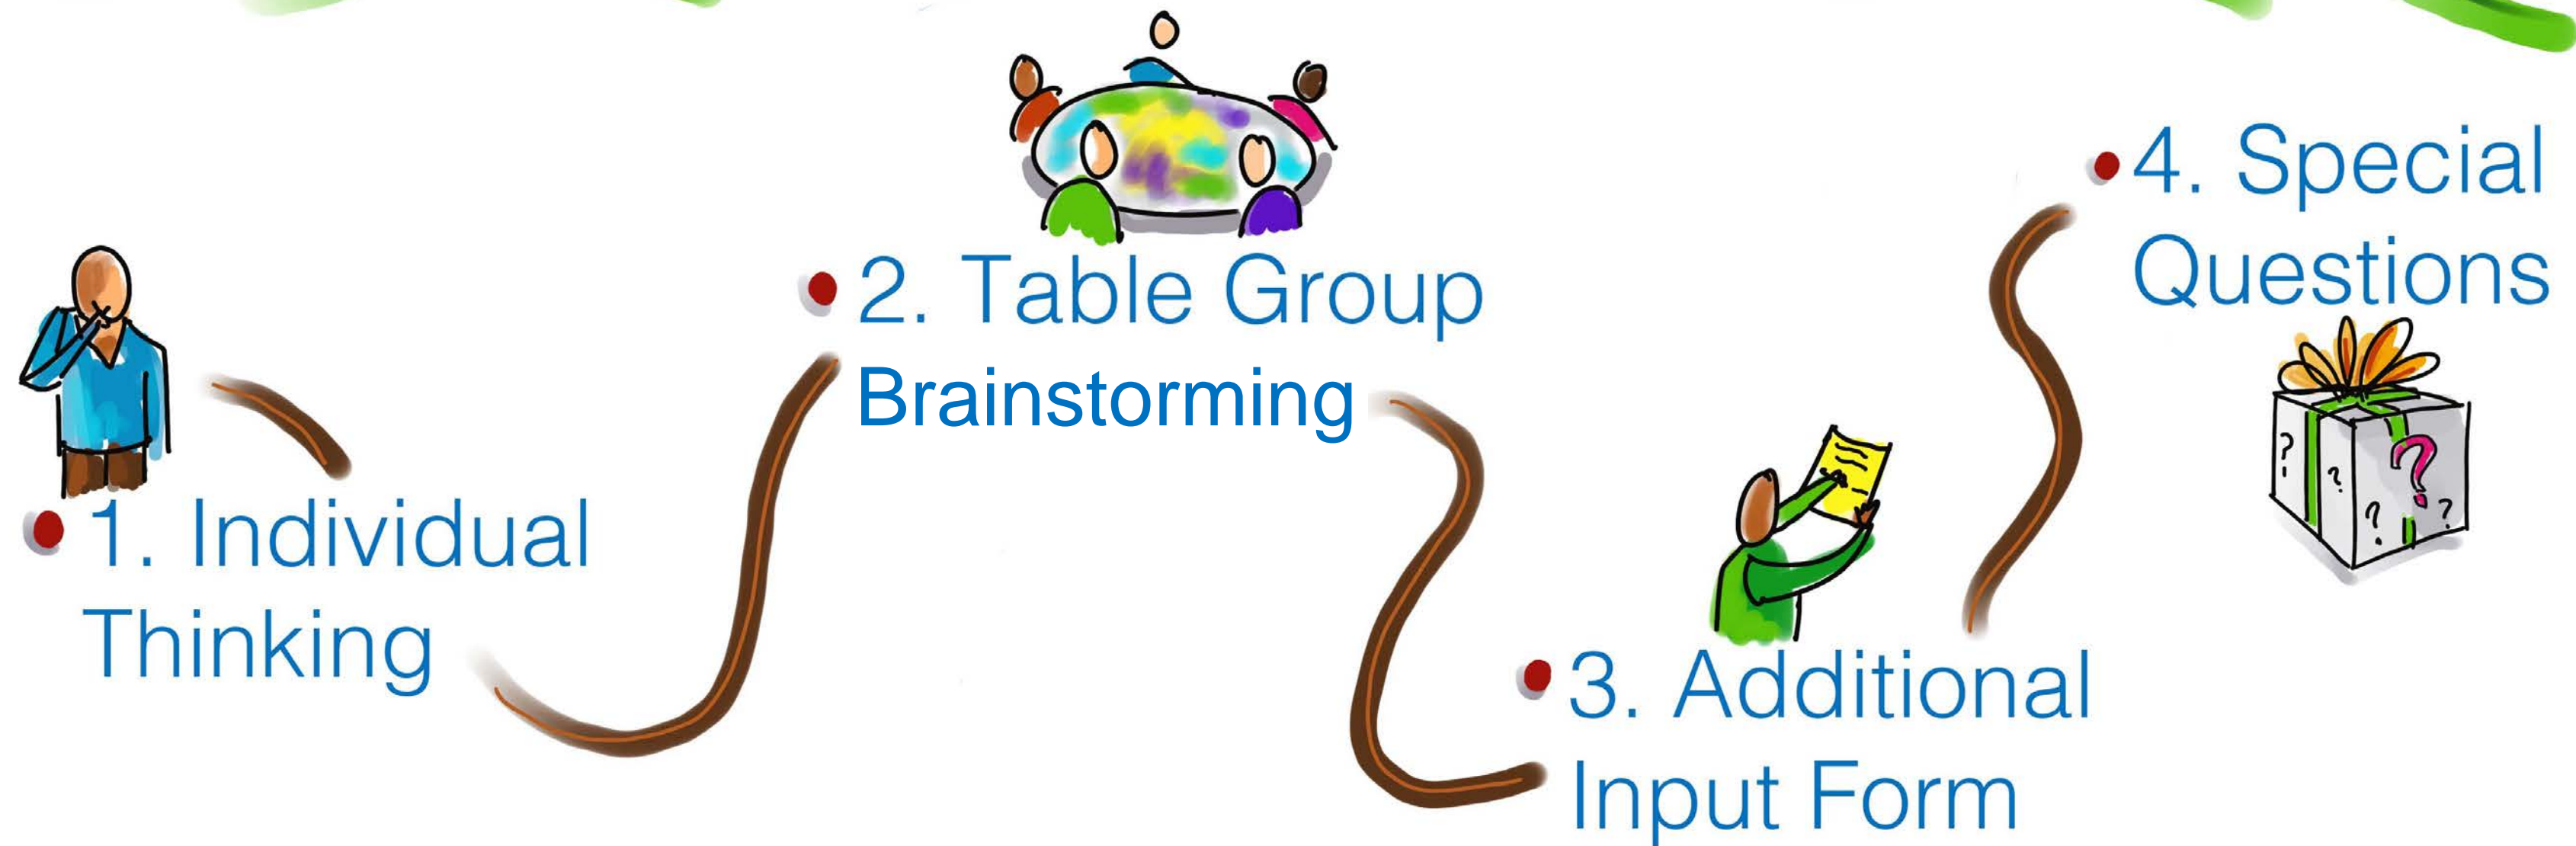 1. Individual
Thinking
2. Table Group
Brainstorming
3. Additional
Input Form
4. Special
Questions
? ? ? ? ?